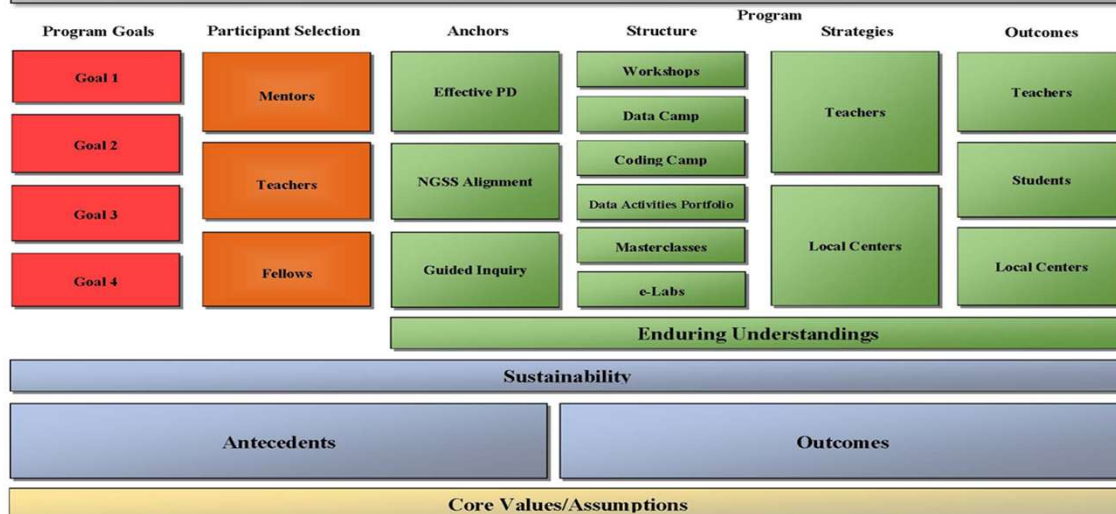 Program
Program Goals
Participant Selection
Anchors
Structure
Strategies
Outcomes
Goal 1
Goal 2
Goal 3
Goal 4
Mentors
Teachers
Fellows
Effective PD
NGSS Alignment
Guided Inquiry
Workshops
Data Camp
Coding Camp
Data Activities Portfolio
Masterclasses
e-Labs
Teachers
Local Centers
Teachers
Students
Local Centers
Enduring Understandings
Sustainability
Antecedents
Outcomes
Core Values/Assumptions